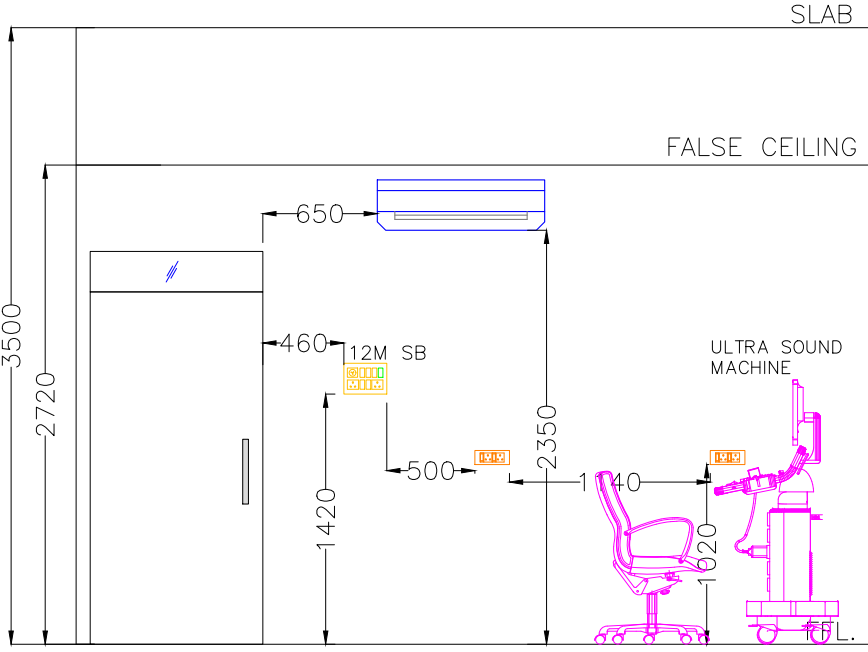 SLAB
FALSE CEILING
650
3500
460
12M SB
ULTRA SOUND
MACHINE
2720
2350
500
1140
1420
1020
FFL.